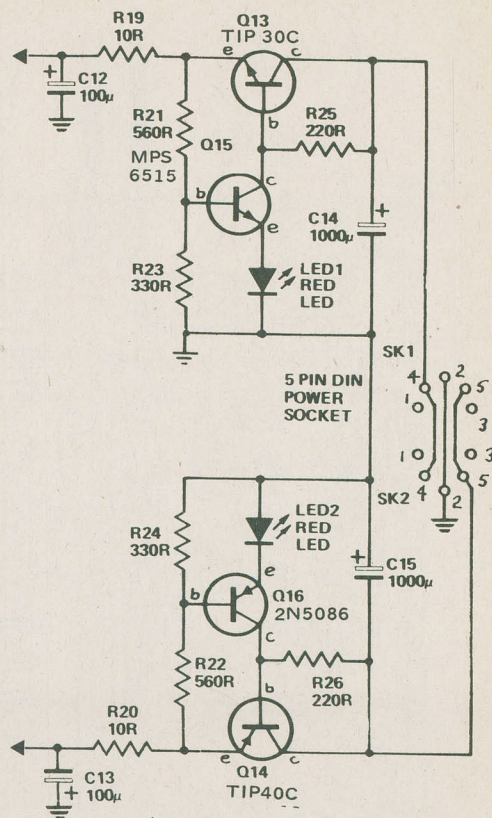 R19
10R
Q13
TIP 30C
e
c
+
C12
100μ
b
R21
560R
Q15
MPS
6515
R25
220R
b
c
e
+
C14
1000μ
R23
330R
LED1
RED
LED
SK1
5 PIN DIN
POWER
SOCKET
4
2
5
1
3
1
3
4
2
5
SK2
R24
330R
LED2
RED
LED
e
b
Q16
2N5086
c
+
C15
1000μ
R22
560R
R26
220R
b
R20
10R
e
c
Q14
TIP40C
C13
+ 100μ